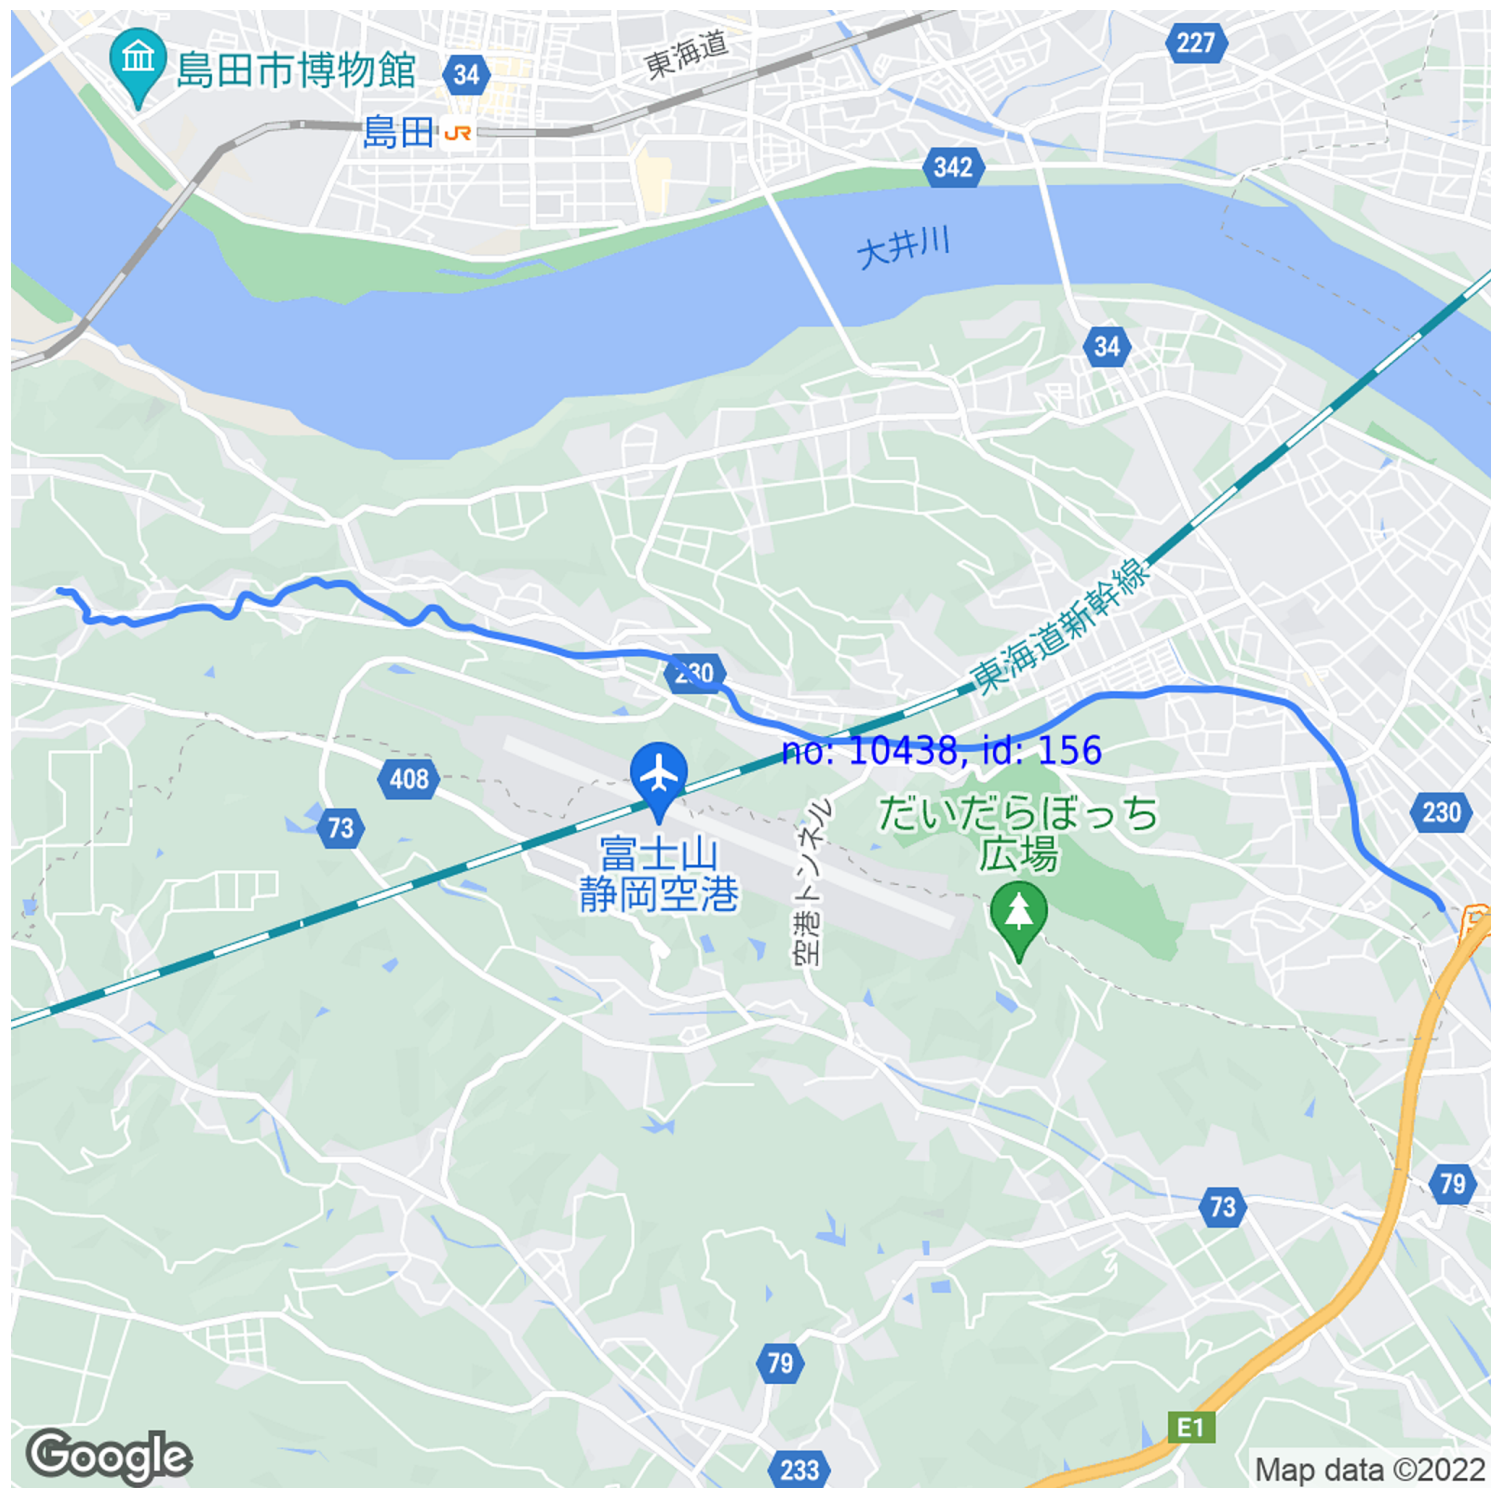 227
東海道
島田市博物館
34
島田
JR
342
大井川
34
東海道新幹線
230
no: 10438, id: 156
408
73
富士山
静岡空港
空港トンネル
だいだらぼっち
広場
230
79
73
79
E1
233
Google
Map data ©2022